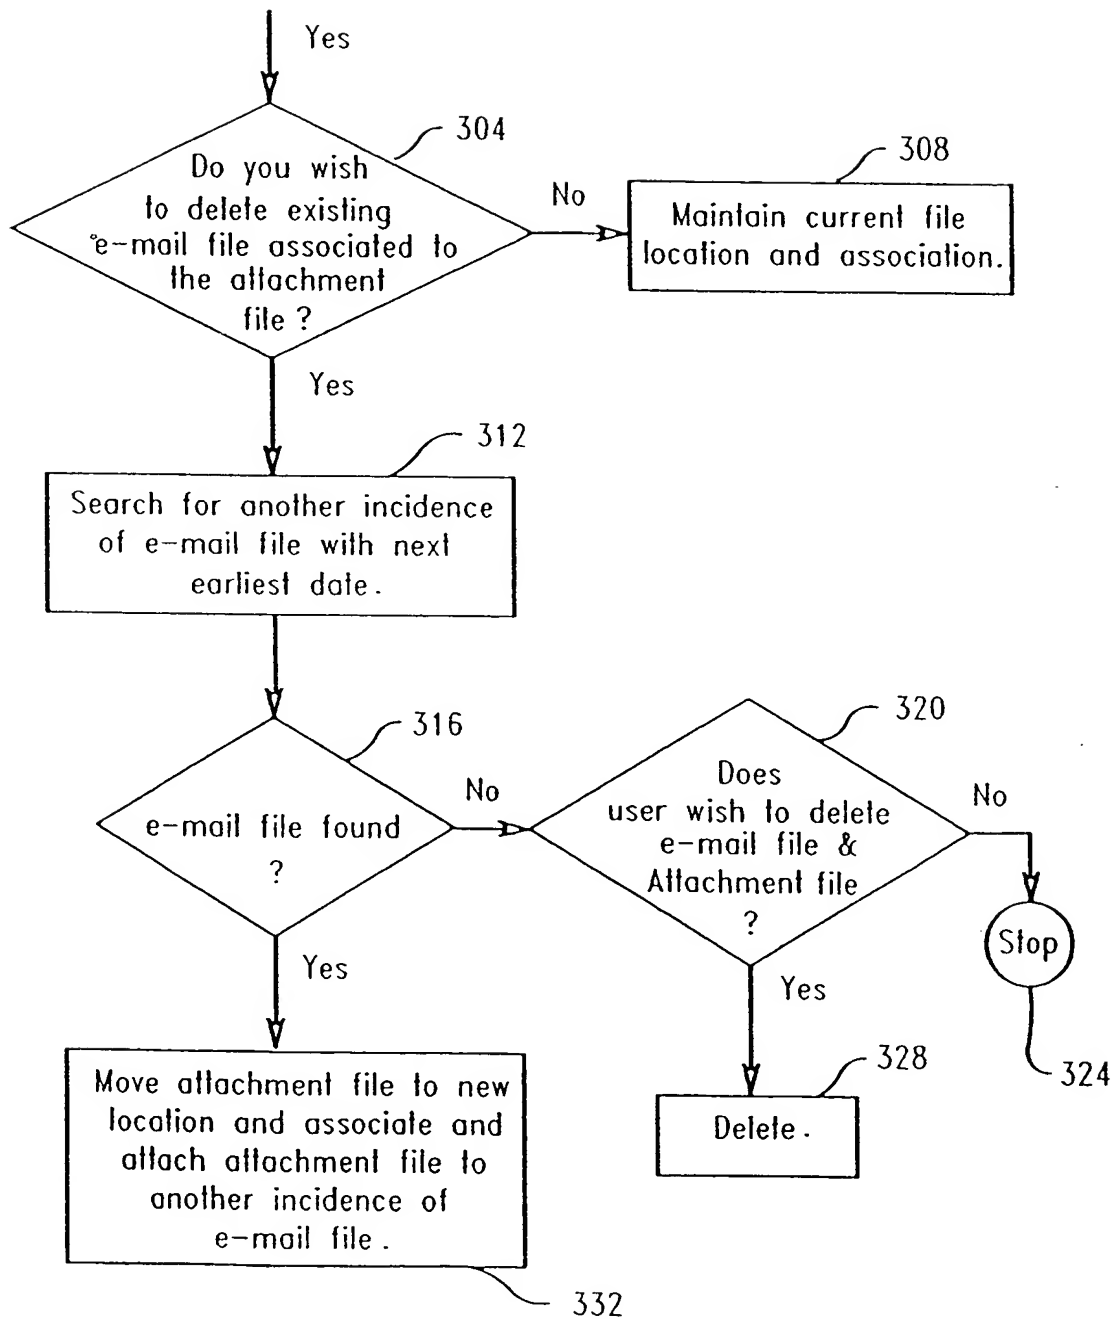 Yes
304
Do you wish
to delete existing
e-mail file associated to
the attachment
file ?
No
308
Maintain current file
location and association.
Yes
312
Search for another incidence
of e-mail file with next
earliest date.
316
e-mail file found
?
No
320
Does
user wish to delete
e-mail file &
Attachment file
?
No
Stop
324
Yes
Yes
328
Delete.
Move attachment file to new
location and associate and
attach attachment file to
another incidence of
e-mail file.
332